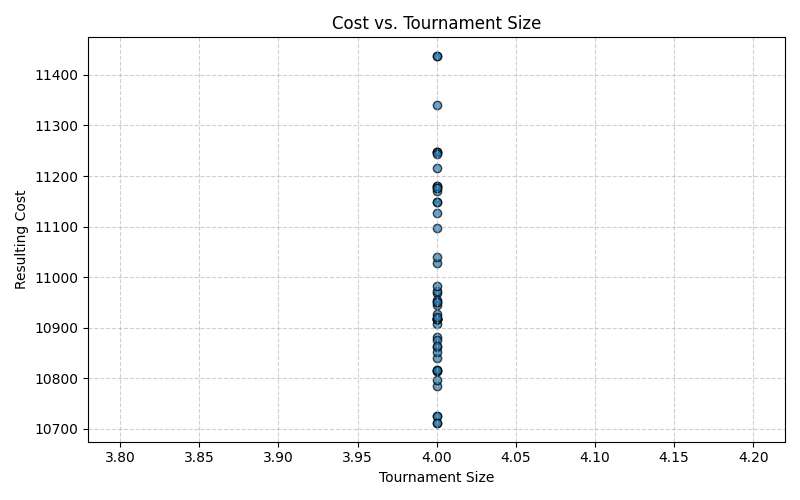 Cost vs. Tournament Size
Resulting Cost
11400
11300
11200
11100
11000
10900
10800
10700
3.80 3.85 3.90 3.95 4.00 4.05 4.10 4.15 4.20
Tournament Size